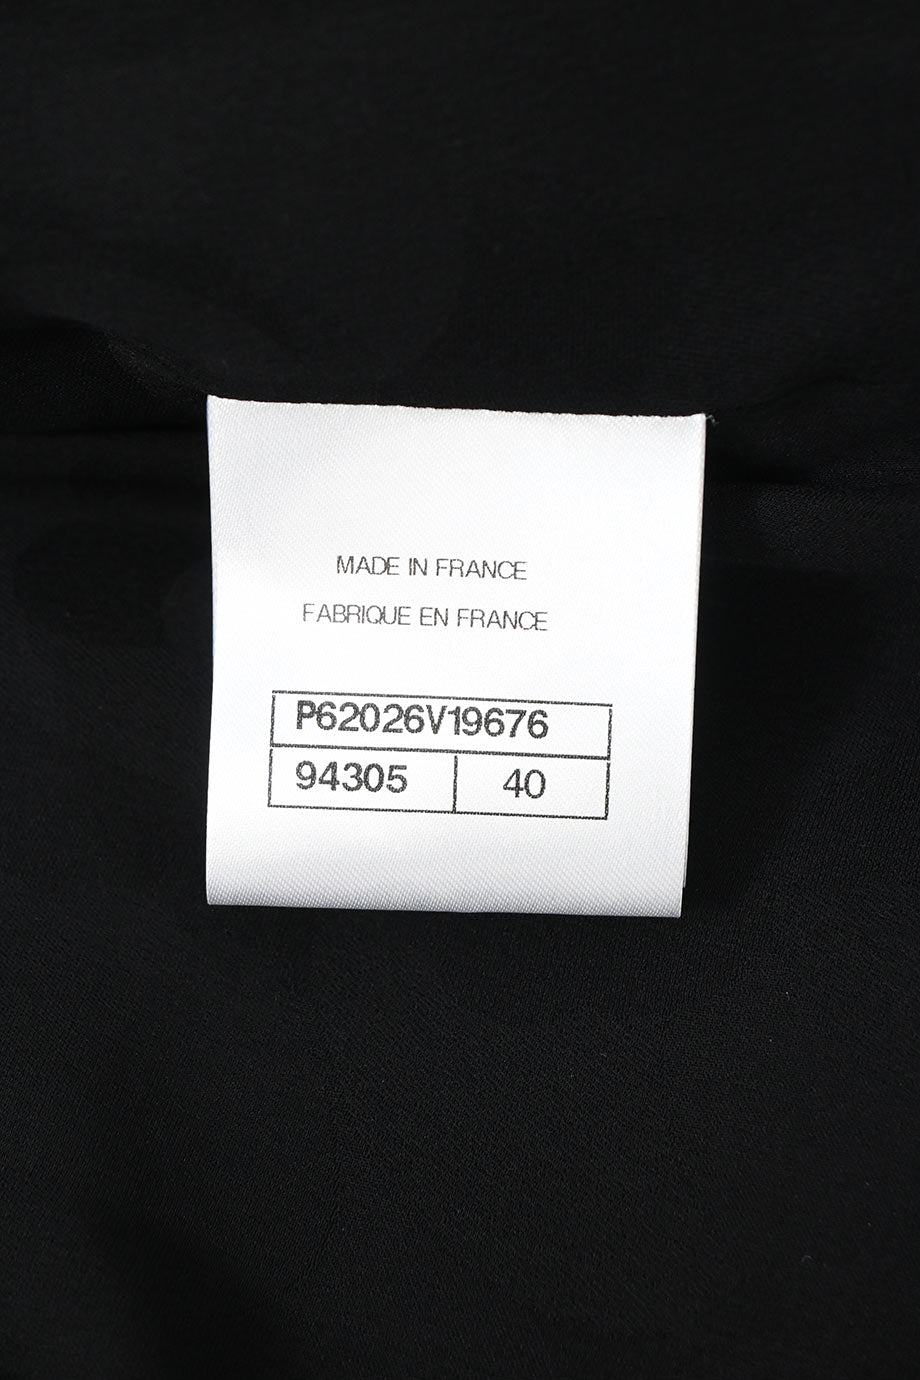 MADE IN FRANCE
FABRIQUE EN FRANCE
P62026V19676
94305 40